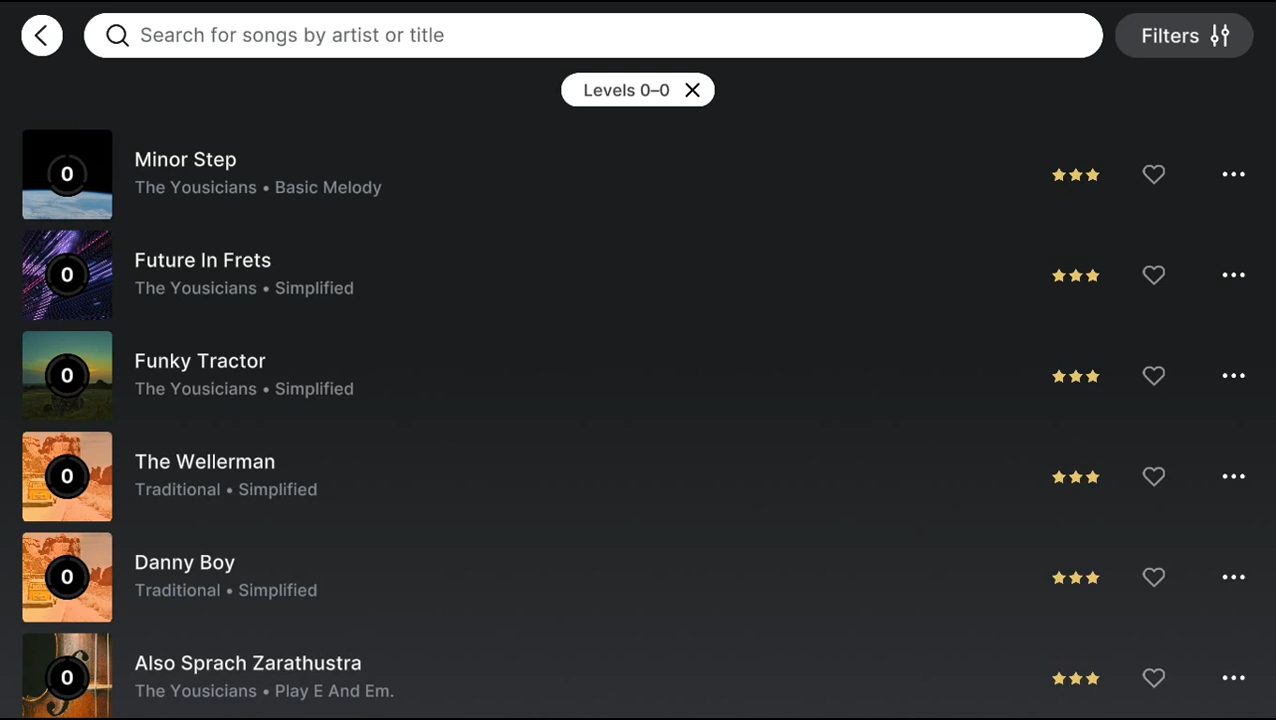 Search for songs by artist or title
Filters
Levels 0–0
0
Minor Step
The Yousicians • Basic Melody
0
Future In Frets
The Yousicians • Simplified
0
Funky Tractor
The Yousicians • Simplified
0
The Wellerman
Traditional • Simplified
0
Danny Boy
Traditional • Simplified
0
Also Sprach Zarathustra
The Yousicians • Play E And Em.